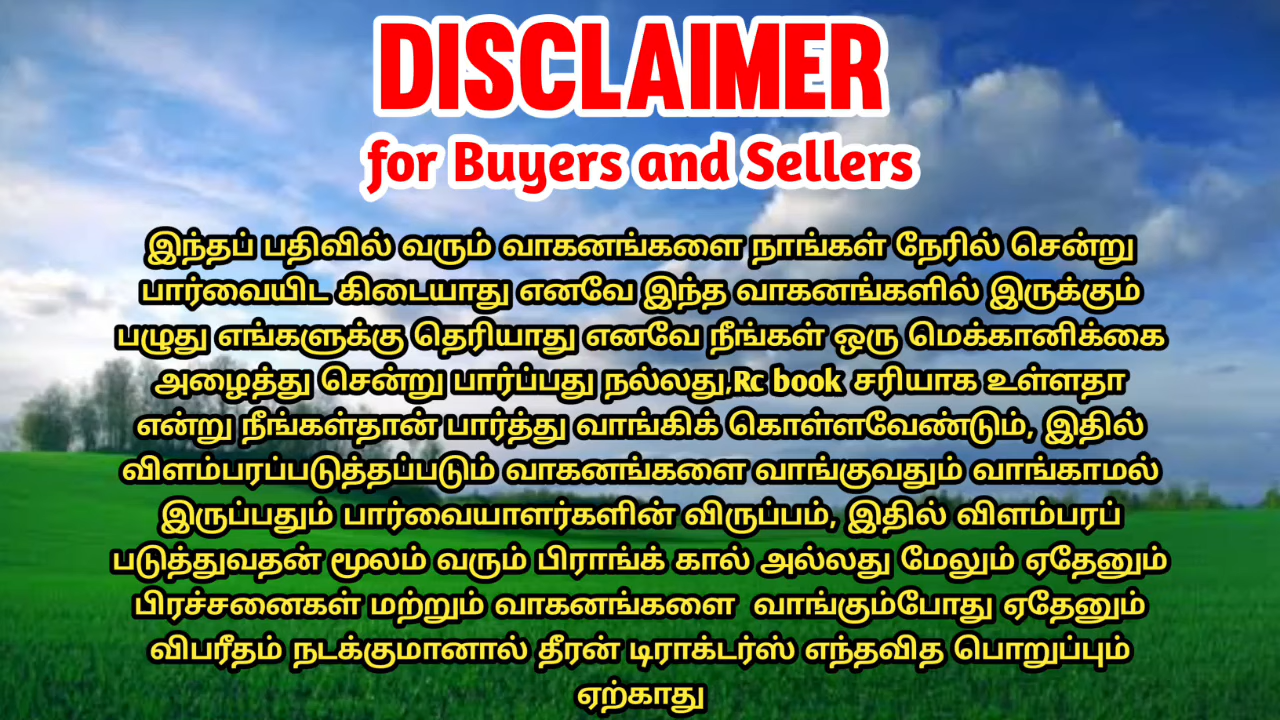 DISCLAIMER
for Buyers and Sellers
இந்தப் பதிவில் வரும் வாகனங்களை நாங்கள் நேரில் சென்று
பார்வையிட கிடையாது எனவே இந்த வாகனங்களில் இருக்கும்
பழுது எங்களுக்கு தெரியாது எனவே நீங்கள் ஒரு மெக்கானிக்கை
அழைத்து சென்று பார்ப்பது நல்லது,Rc book சரியாக உள்ளதா
என்று நீங்கள்தான் பார்த்து வாங்கிக் கொள்ளவேண்டும், இதில்
விளம்பரப்படுத்தப்படும் வாகனங்களை வாங்குவதும் வாங்காமல்
இருப்பதும் பார்வையாளர்களின் விருப்பம், இதில் விளம்பரப்
படுத்துவதன் மூலம் வரும் பிராங்க் கால் அல்லது மேலும் ஏதேனும்
பிரச்சனைகள் மற்றும் வாகனங்களை வாங்கும்போது ஏதேனும்
விபரீதம் நடக்குமானால் தீரன் டிராக்டர்ஸ் எந்தவித பொறுப்பும்
ஏற்காது